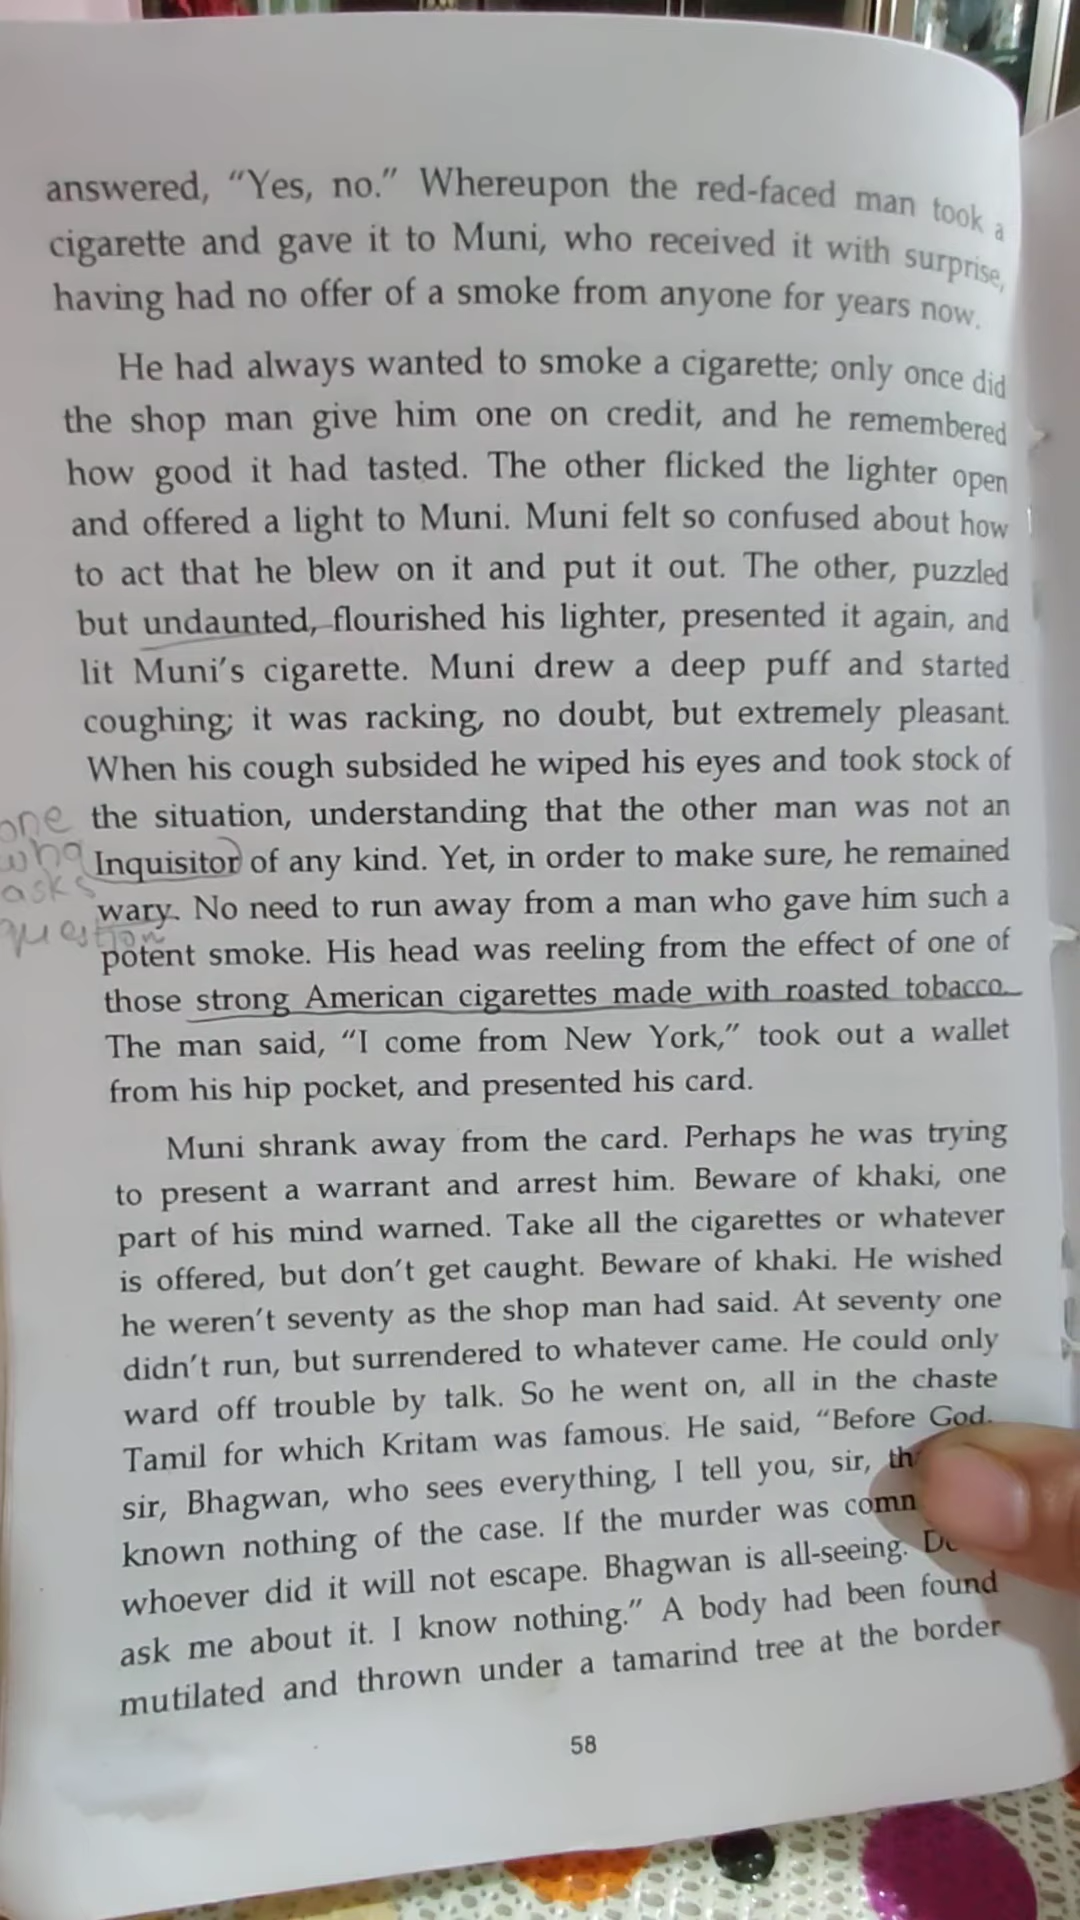 answered, “Yes, no.” Whereupon the red-faced man took a
cigarette and gave it to Muni, who received it with surprise,
having had no offer of a smoke from anyone for years now.
He had always wanted to smoke a cigarette; only once did
the shop man give him one on credit, and he remembered
how good it had tasted. The other flicked the lighter open
and offered a light to Muni. Muni felt so confused about how
to act that he blew on it and put it out. The other, puzzled
but undaunted, flourished his lighter, presented it again, and
lit Muni’s cigarette. Muni drew a deep puff and started
coughing; it was racking, no doubt, but extremely pleasant.
When his cough subsided he wiped his eyes and took stock of
the situation, understanding that the other man was not an
Inquisitor of any kind. Yet, in order to make sure, he remained
wary. No need to run away from a man who gave him such a
potent smoke. His head was reeling from the effect of one of
those strong American cigarettes made with roasted tobacco.
The man said, “I come from New York,” took out a wallet
from his hip pocket, and presented his card.
one
who
asks
question
Muni shrank away from the card. Perhaps he was trying
to present a warrant and arrest him. Beware of khaki, one
part of his mind warned. Take all the cigarettes or whatever
is offered, but don’t get caught. Beware of khaki. He wished
he weren’t seventy as the shop man had said. At seventy one
didn’t run, but surrendered to whatever came. He could only
ward off trouble by talk. So he went on, all in the chaste
Tamil for which Kritam was famous. He said, “Before God,
sir, Bhagwan, who sees everything, I tell you, sir,
known nothing of the case. If the murder was
whoever did it will not escape. Bhagwan is all-seeing.
ask me about it. I know nothing.” A body had been found
mutilated and thrown under a tamarind tree at the border
58